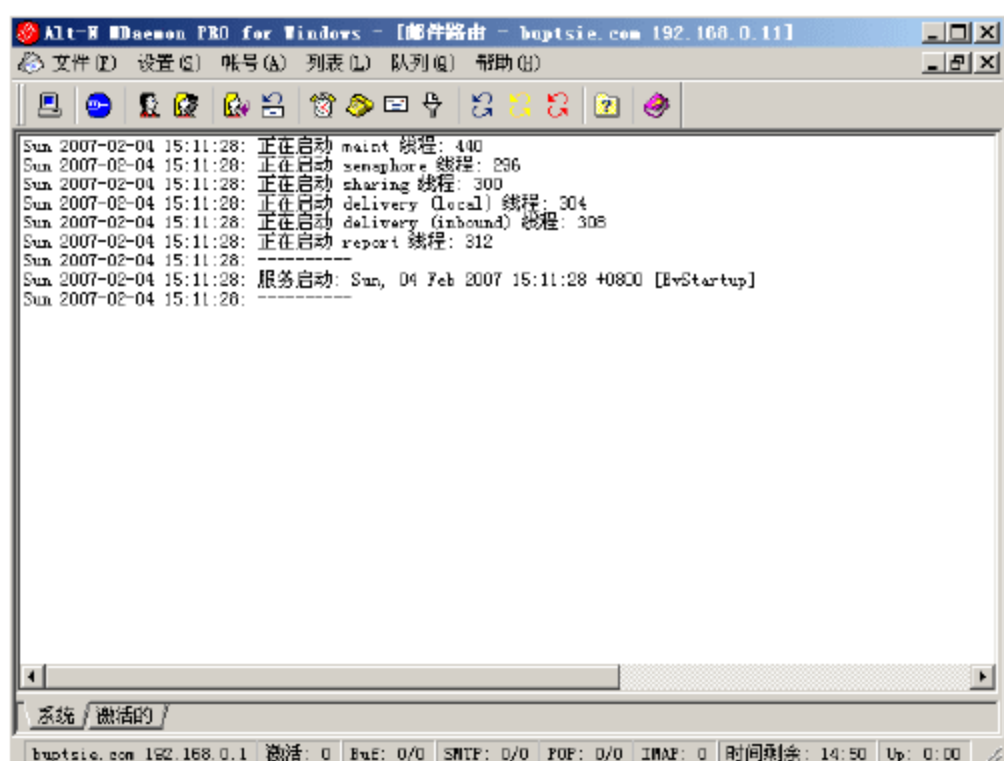 Alt-N MDaemon PRO for Windows - [邮件路由 - buptsie.com 192.168.0.11]
文件(F) 设置(S) 帐号(A) 列表(L) 队列(Q) 帮助(H)
Sun 2007-02-04 15:11:28: 正在启动 maint 线程: 440
Sun 2007-02-04 15:11:28: 正在启动 semaphore 线程: 296
Sun 2007-02-04 15:11:28: 正在启动 sharing 线程: 300
Sun 2007-02-04 15:11:28: 正在启动 delivery (local) 线程: 304
Sun 2007-02-04 15:11:28: 正在启动 delivery (inbound) 线程: 308
Sun 2007-02-04 15:11:28: 正在启动 report 线程: 312
Sun 2007-02-04 15:11:28: ----------
Sun 2007-02-04 15:11:28: 服务启动: Sun, 04 Feb 2007 15:11:28 +0800 [EvStartup]
Sun 2007-02-04 15:11:28: ----------
系统 激活的
buptsie.com 192.168.0.1 激活: 0 Buf: 0/0 SMTP: 0/0 POP: 0/0 IMAP: 0 时间剩余: 14:50 Up: 0:00